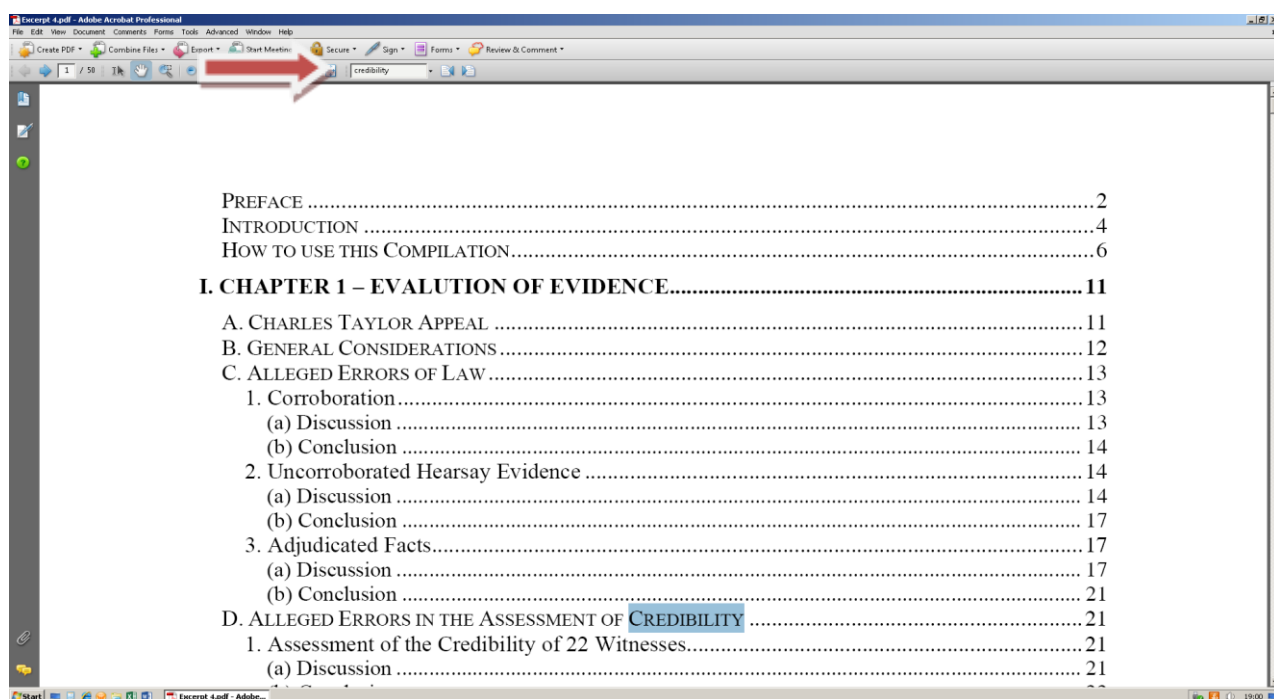 Excerpt 4.pdf - Adobe Acrobat Professional
File Edit View Document Comments Forms Tools Advanced Window Help
Create PDF Combine Files Export Start Meeting Secure Sign Forms Review & Comment
1 / 50 credibility
PREFACE ..... 2
INTRODUCTION ..... 4
HOW TO USE THIS COMPILATION ..... 6
I. CHAPTER 1 – EVALUTION OF EVIDENCE ..... 11
A. CHARLES TAYLOR APPEAL ..... 11
B. GENERAL CONSIDERATIONS ..... 12
C. ALLEGED ERRORS OF LAW ..... 13
1. Corroboration ..... 13
(a) Discussion ..... 13
(b) Conclusion ..... 14
2. Uncorroborated Hearsay Evidence ..... 14
(a) Discussion ..... 14
(b) Conclusion ..... 17
3. Adjudicated Facts ..... 17
(a) Discussion ..... 17
(b) Conclusion ..... 21
D. ALLEGED ERRORS IN THE ASSESSMENT OF CREDIBILITY ..... 21
1. Assessment of the Credibility of 22 Witnesses ..... 21
(a) Discussion ..... 21
Start Excerpt 4.pdf - Adobe... 19:00